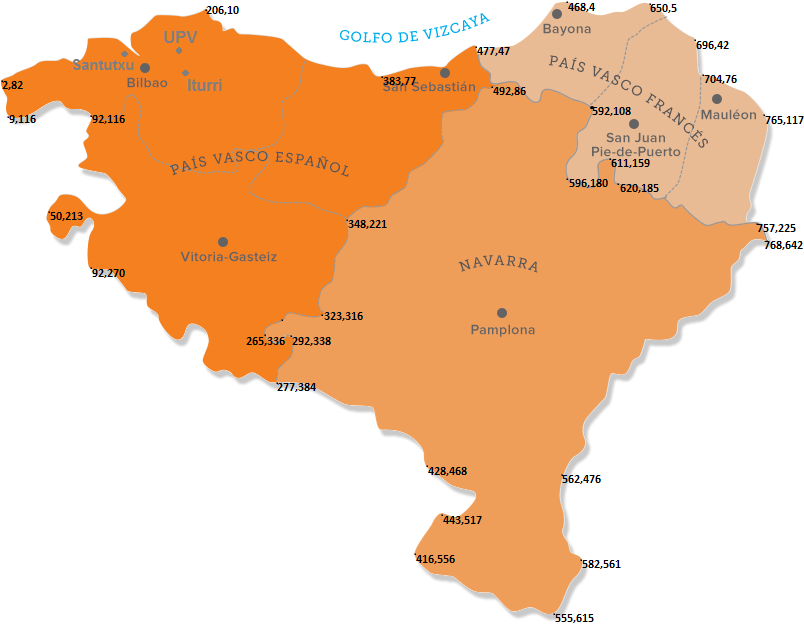 206,10
468,4
650,5
GOLFO DE VIZCAYA
Bayona
UPV
696,42
477,47
Santutxu
PAÍS VASCO FRANCÉS
Bilbao
2,82
Iturri
383,77
San Sebastián
492,86
704,76
592,108
Mauléon
9,116
92,116
765,117
San Juan
Pie-de-Puerto
PAÍS VASCO ESPAÑOL
611,159
596,180
620,185
50,213
348,221
757,225
768,642
Vitoria-Gasteiz
NAVARRA
92,270
323,316
Pamplona
265,336
292,338
277,384
428,468
562,476
443,517
416,556
582,561
555,615